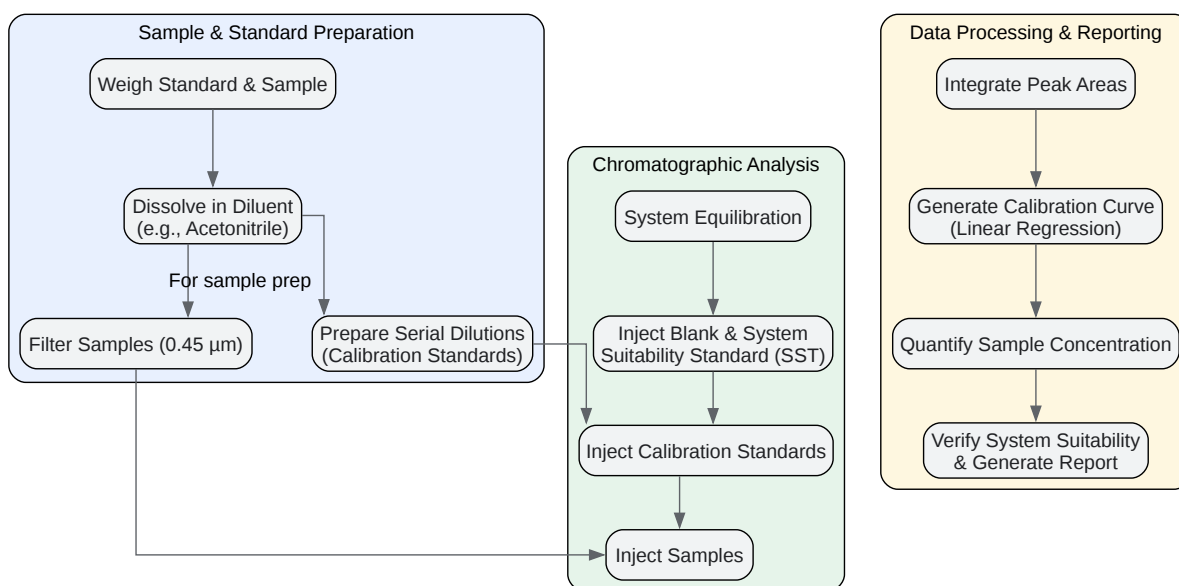 Sample & Standard Preparation
Weigh Standard & Sample
Dissolve in Diluent
(e.g., Acetonitrile)
For sample prep
Filter Samples (0.45 µm)
Prepare Serial Dilutions
(Calibration Standards)
Chromatographic Analysis
System Equilibration
Inject Blank & System
Suitability Standard (SST)
Inject Calibration Standards
Inject Samples
Data Processing & Reporting
Integrate Peak Areas
Generate Calibration Curve
(Linear Regression)
Quantify Sample Concentration
Verify System Suitability
& Generate Report